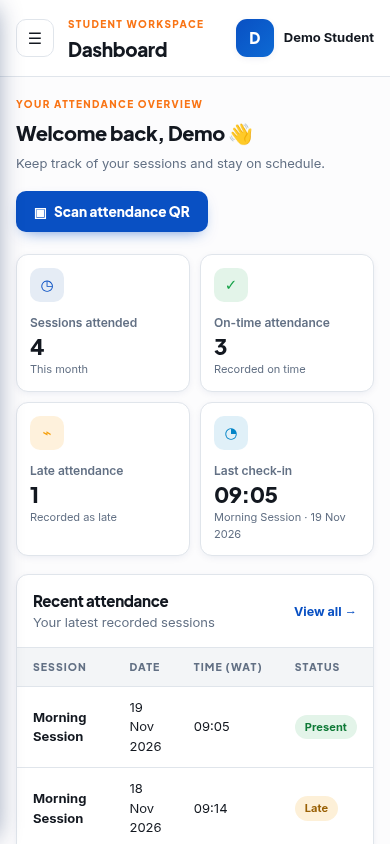 STUDENT WORKSPACE
Dashboard
D
Demo Student
YOUR ATTENDANCE OVERVIEW
Welcome back, Demo 👋
Keep track of your sessions and stay on schedule.
Scan attendance QR
Sessions attended
4
This month
On-time attendance
3
Recorded on time
Late attendance
1
Recorded as late
Last check-in
09:05
Morning Session · 19 Nov
2026
Recent attendance
Your latest recorded sessions
View all →
SESSION DATE TIME (WAT) STATUS
Morning
Session
19
Nov
2026
09:05
Present
Morning
Session
18
Nov
2026
09:14
Late